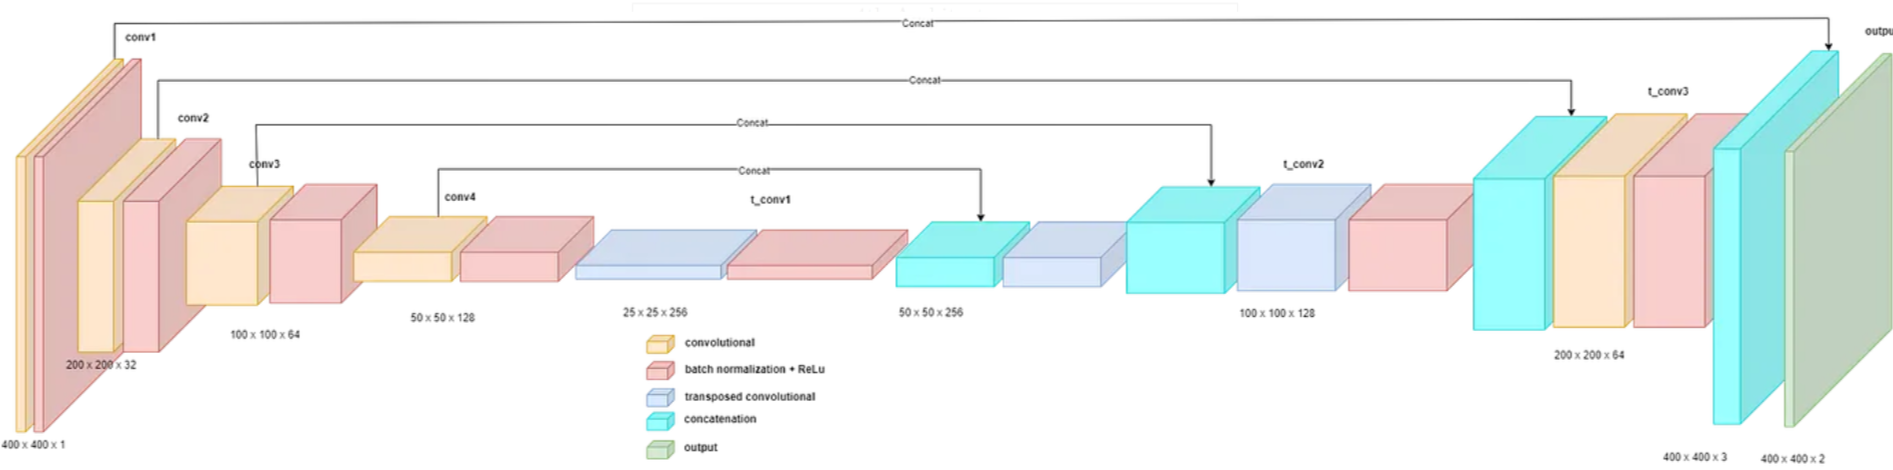 Concat
conv1
outpu
Concat
conv2
t_conv3
Concat
conv3
t_conv2
Concat
conv4
t_conv1
25 x 25 x 256
50 x 50 x 256
100 x 100 x 128
50 x 50 x 128
100 x 100 x 64
convolutional
200 x 200 x 64
200 x 200 x 32
batch normalization + ReLu
transposed convolutional
concatenation
400 x 400 x 1
output
400 x 400 x 3
400 x 400 x 2